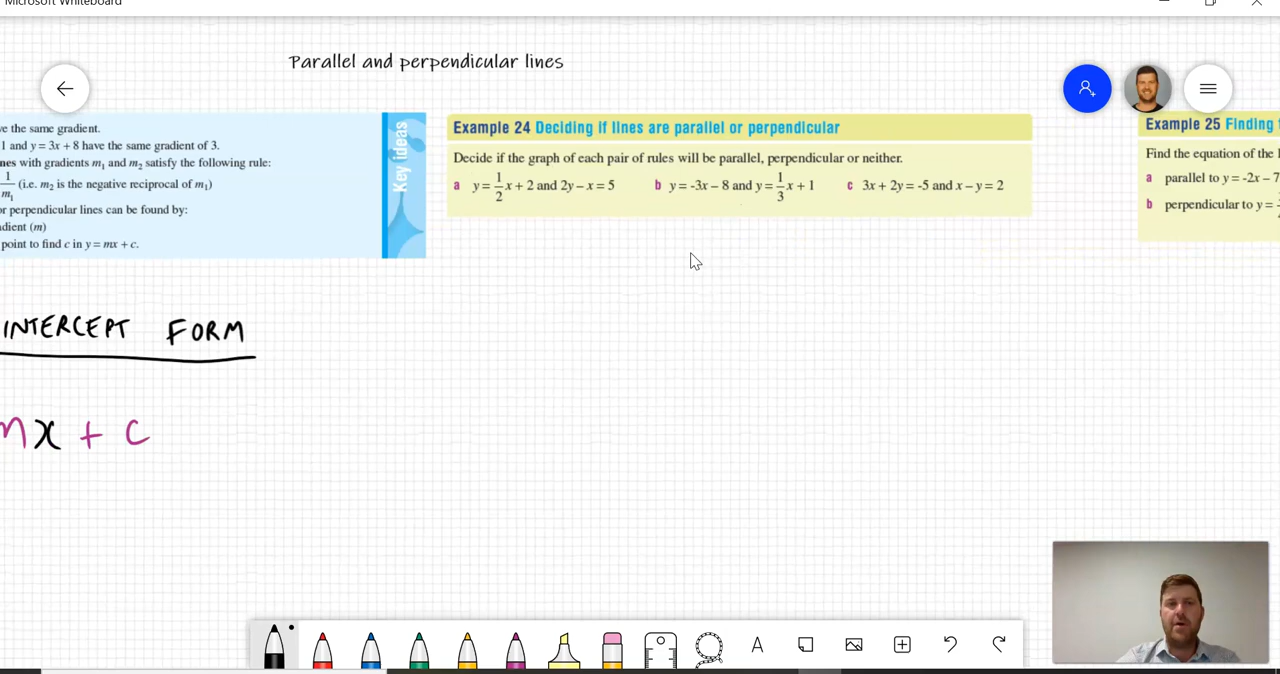 Microsoft Whiteboard
Parallel and perpendicular lines
ve the same gradient.
1 and y = 3x + 8 have the same gradient of 3.
nes with gradients m₁ and m₂ satisfy the following rule:
1/m₁ (i.e. m₂ is the negative reciprocal of m₁)
or perpendicular lines can be found by:
dient (m)
point to find c in y = mx + c.
Key ideas
Example 24 Deciding if lines are parallel or perpendicular
Decide if the graph of each pair of rules will be parallel, perpendicular or neither.
a y = 1/2 x + 2 and 2y – x = 5 b y = -3x – 8 and y = 1/3 x + 1 c 3x + 2y = -5 and x – y = 2
Example 25 Finding
Find the equation of the
a parallel to y = -2x – 7
b perpendicular to y =
INTERCEPT FORM
mx + c
A